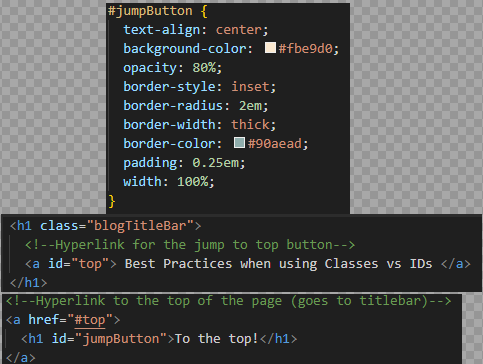 #jumpButton {
text-align: center;
background-color: #fbe9d0;
opacity: 80%;
border-style: inset;
border-radius: 2em;
border-width: thick;
border-color: #90aead;
padding: 0.25em;
width: 100%;
}
<h1 class="blogTitleBar">
<!--Hyperlink for the jump to top button-->
<a id="top"> Best Practices when using Classes vs IDs </a>
</h1>
<!--Hyperlink to the top of the page (goes to titlebar)-->
<a href="#top">
<h1 id="jumpButton">To the top!</h1>
</a>